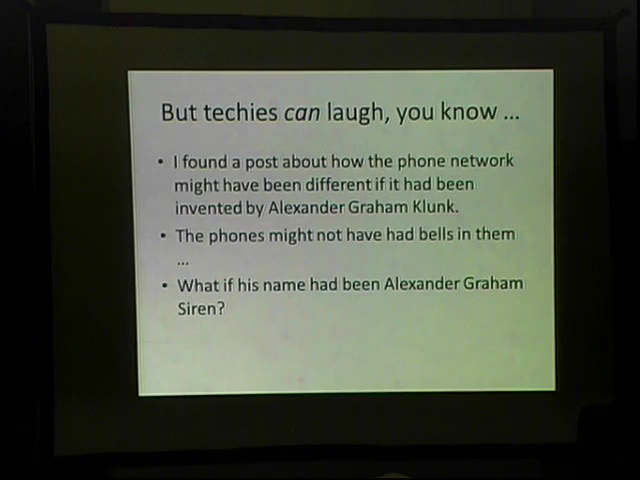 But techies can laugh, you know ...
• I found a post about how the phone network
might have been different if it had been
invented by Alexander Graham Klunk.
• The phones might not have had bells in them
...
• What if his name had been Alexander Graham
Siren?